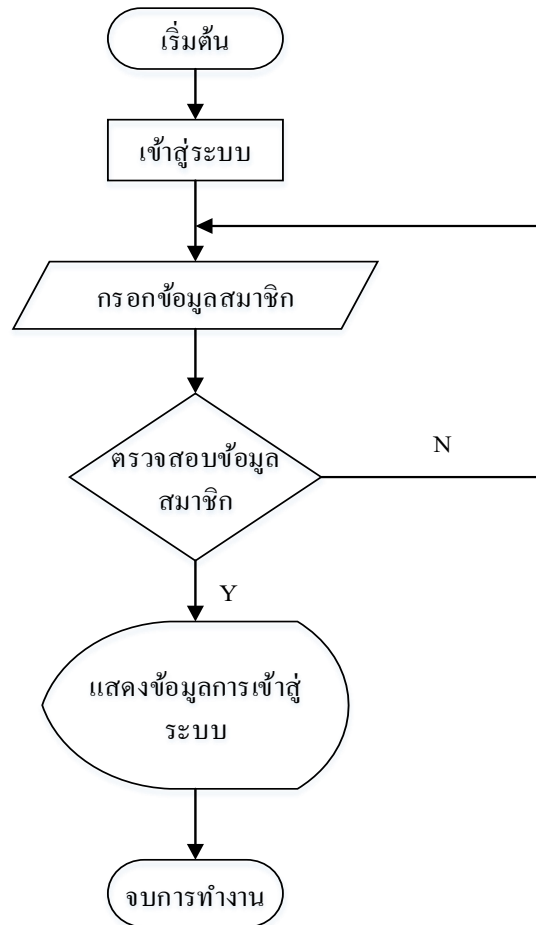 เริ่มต้น
เข้าสู่ระบบ
กรอกข้อมูลสมาชิก
ตรวจสอบข้อมูล
สมาชิก
N
Y
แสดงข้อมูลการเข้าสู่
ระบบ
จบการทำงาน